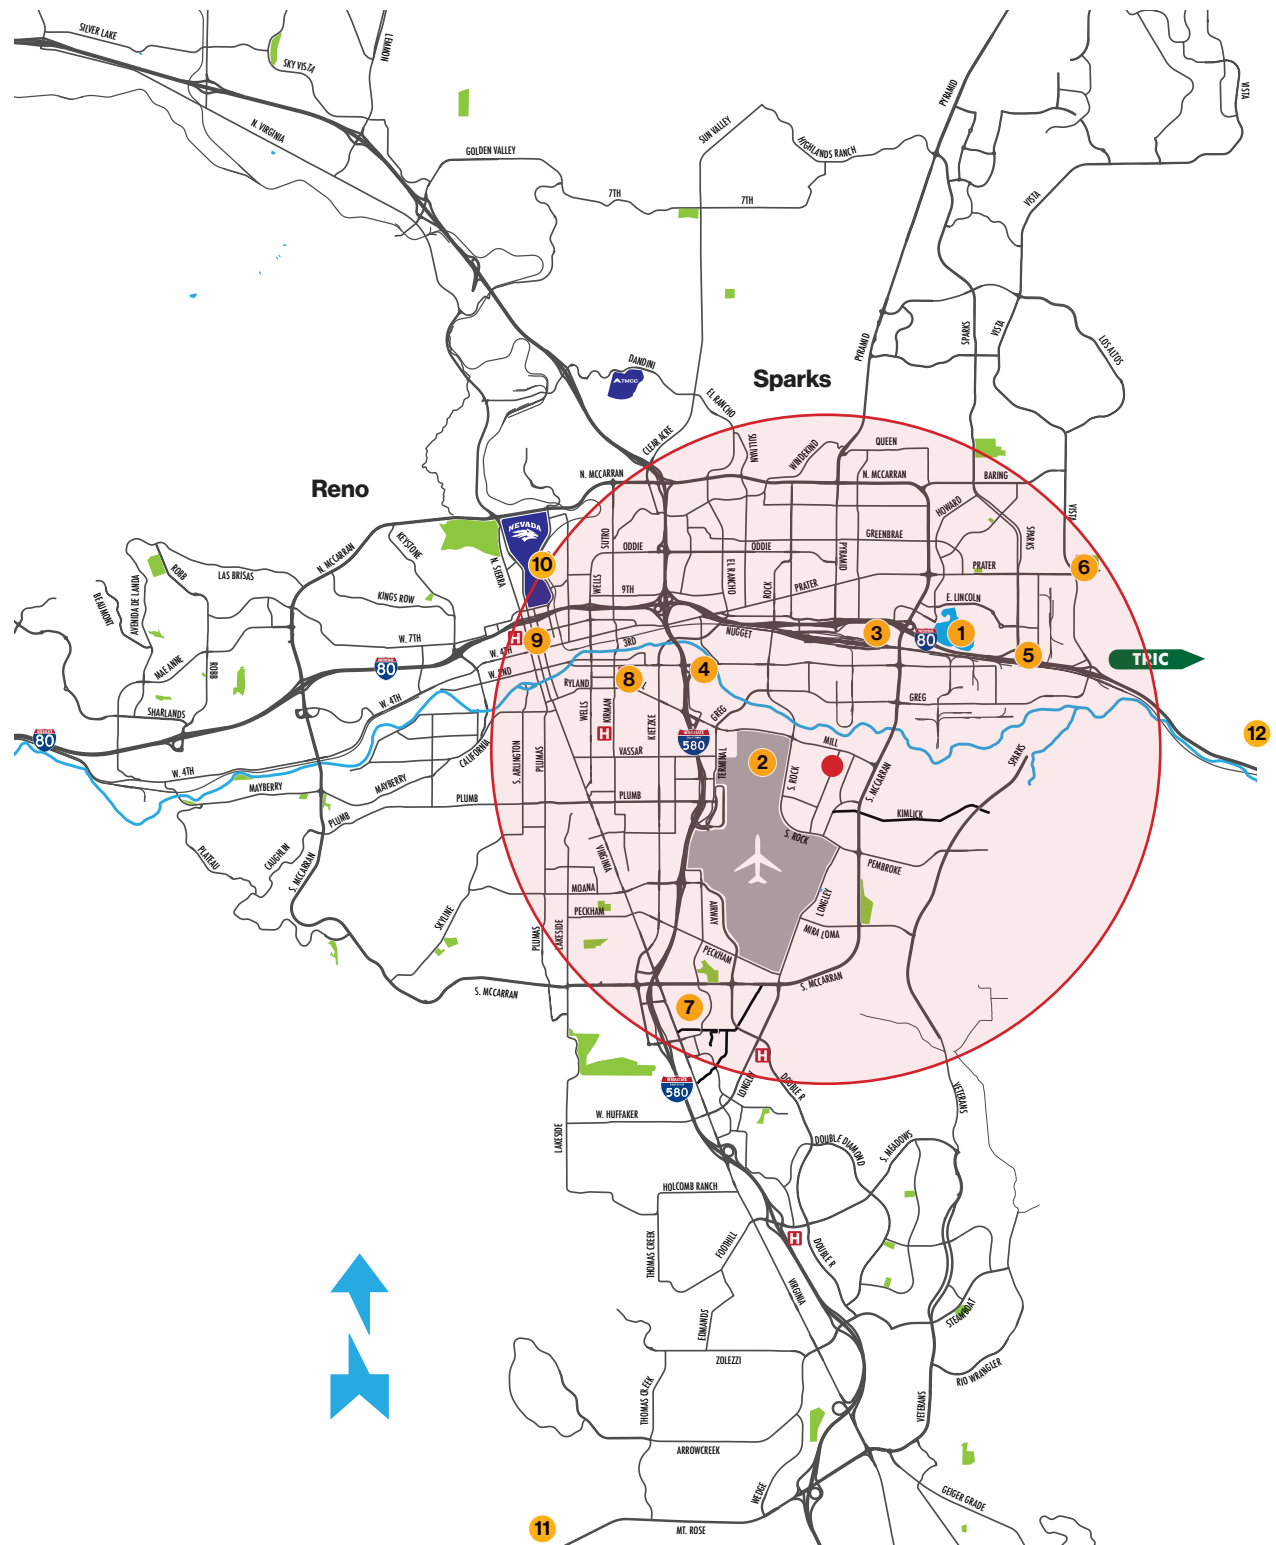 SILVER LAKE
LEMMON
SKY VISTA
N. VIRGINIA
GOLDEN VALLEY
7TH
7TH
SUN VALLEY
HIGHLANDS RANCH
PYRAMID
VISTA
VISTA
PYRAMID
SPARKS
VISTA
LOS ALTOS
DANDINI
TMCC
EL RANCHO
Sparks
CLEAR ACRE
SULLIVAN
WINDEKIND
QUEEN
N. MCCARRAN
N. MCCARRAN
BARING
Reno
HOWARD
VISTA
SPARKS
NEVADA
KEYSTONE
N. MCCARRAN
N. SIERRA
SUTRO
ODDIE
ODDIE
GREENBRAE
PYRAMID
10
6
ROBB
LAS BRISAS
AVENIDA DE LANDA
BEAUMONT
KINGS ROW
WELLS
9TH
EL RANCHO
ROCK
PRATER
PRATER
E. LINCOLN
W. 7TH
W. 4TH
H
9
3RD
NUGGET
3
INTERSTATE
80
1
5
TRIC
MAE ANNE
ROBB
INTERSTATE
80
W. 2ND
RYLAND
8
4
W. 4TH
SHARLANDS
WELLS
KIRMAN
KIETZKE
GREG
GREG
INTERSTATE
80
H
INTERSTATE
580
12
VASSAR
TERMINAL
2
MILL
S. ROCK
S. MCCARRAN
SPARKS
CALIFORNIA
S. ARLINGTON
PLUMAS
W. 4TH
MAYBERRY
MAYBERRY
PLUMB
PLUMB
PLUMB
KIMLICK
S. ROCK
PLATEAU
CAUGHLIN
S. MCCARRAN
VIRGINIA
PEMBROKE
MOANA
PECKHAM
AIRWAY
LONGLEY
MIRA LOMA
SKYLINE
PLUMAS
LAKESIDE
PECKHAM
S. MCCARRAN
S. MCCARRAN
7
H
INTERSTATE
580
LONGLEY
DOUBLE R
VETERANS
W. HUFFAKER
LAKESIDE
DOUBLE DIAMOND
S. MEADOWS
HOLCOMB RANCH
THOMAS CREEK
FOOTHILL
H
DOUBLE R
VIRGINIA
EDMANDS
STEAMBOAT
ZOLEZZI
RIO WRANGLER
THOMAS CREEK
VETERANS
ARROWCREEK
WEDGE
GEIGER GRADE
11
MT. ROSE